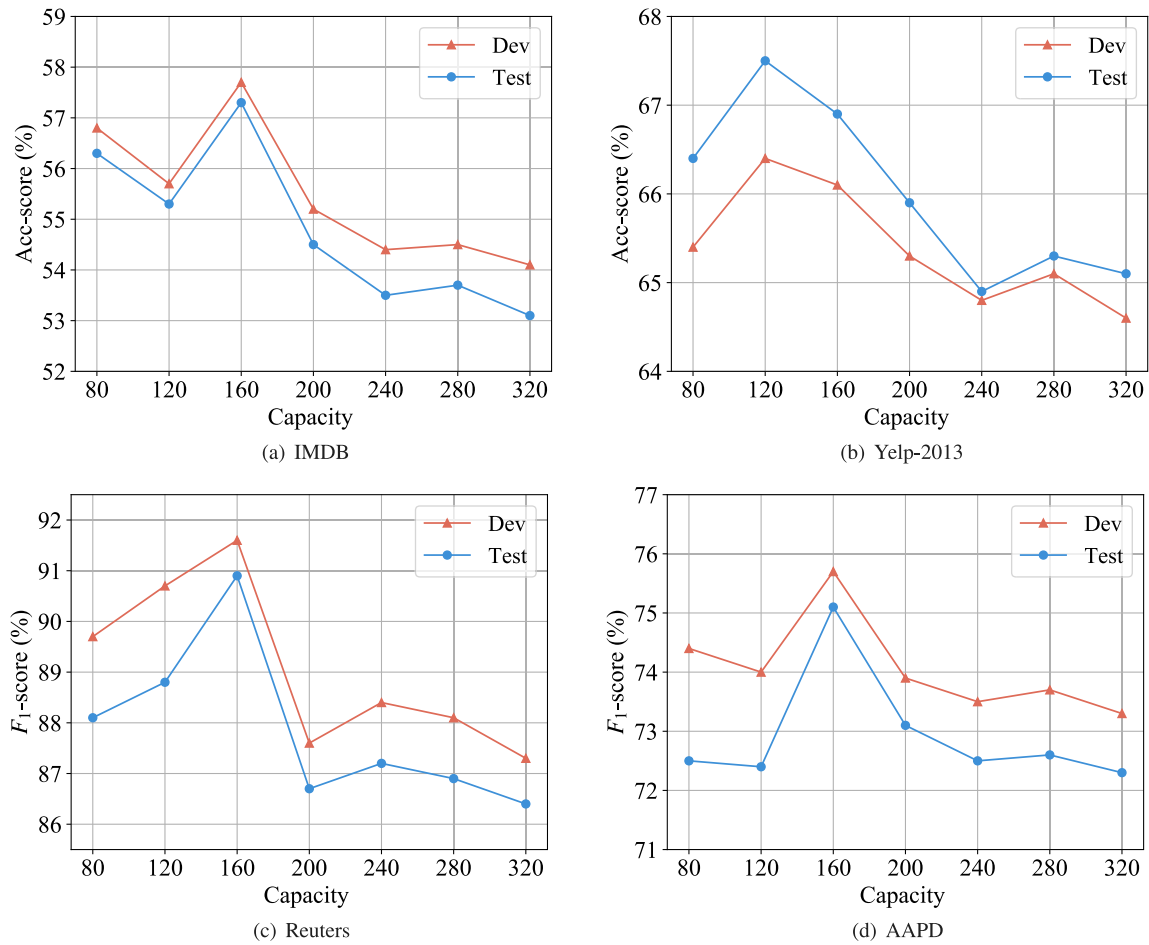 59
58
57
56
55
54
53
52
Acc-score (%)
Dev
Test
80 120 160 200 240 280 320
Capacity
(a) IMDB
68
67
66
65
64
Acc-score (%)
Dev
Test
80 120 160 200 240 280 320
Capacity
(b) Yelp-2013
92
91
90
89
88
87
86
F1-score (%)
Dev
Test
80 120 160 200 240 280 320
Capacity
(c) Reuters
77
76
75
74
73
72
71
F1-score (%)
Dev
Test
80 120 160 200 240 280 320
Capacity
(d) AAPD